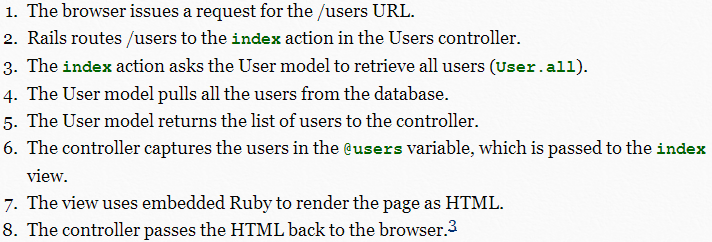 1. The browser issues a request for the /users URL.
2. Rails routes /users to the index action in the Users controller.
3. The index action asks the User model to retrieve all users (User.all).
4. The User model pulls all the users from the database.
5. The User model returns the list of users to the controller.
6. The controller captures the users in the @users variable, which is passed to the index
view.
7. The view uses embedded Ruby to render the page as HTML.
8. The controller passes the HTML back to the browser.3